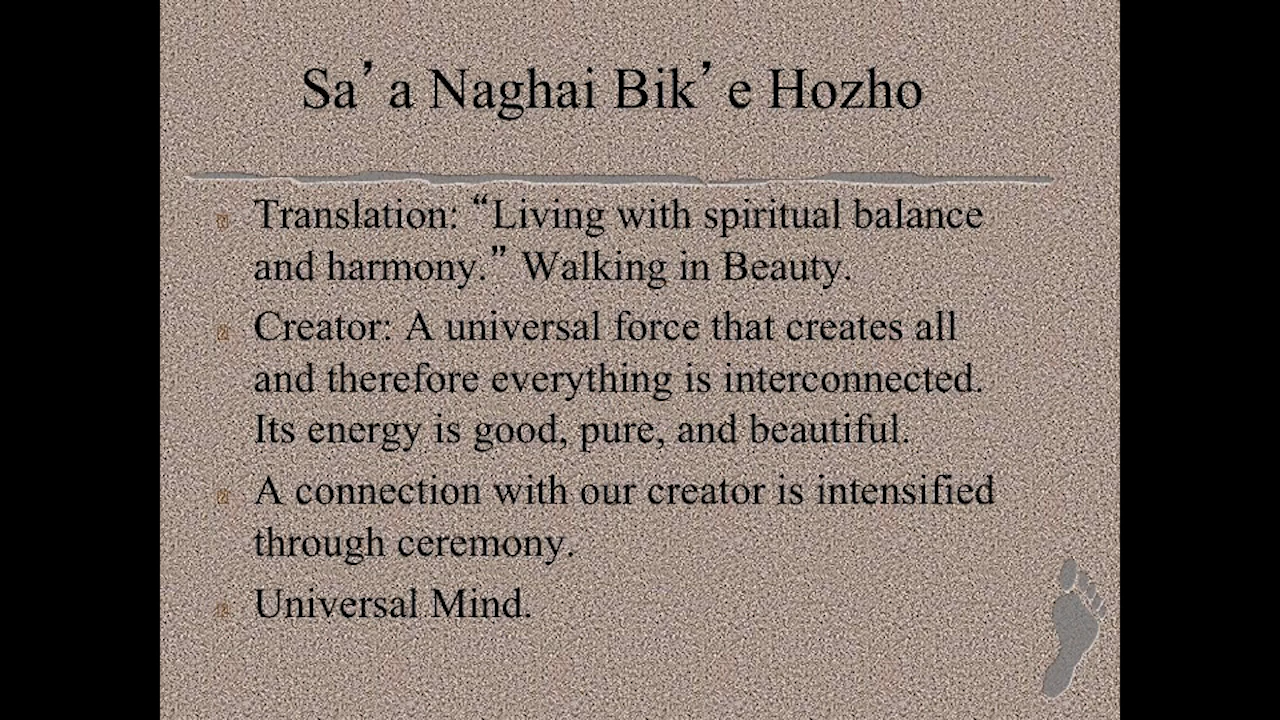 Sa’a Naghai Bik’e Hozho
Translation: “Living with spiritual balance
and harmony.” Walking in Beauty.
Creator: A universal force that creates all
and therefore everything is interconnected.
Its energy is good, pure, and beautiful.
A connection with our creator is intensified
through ceremony.
Universal Mind.